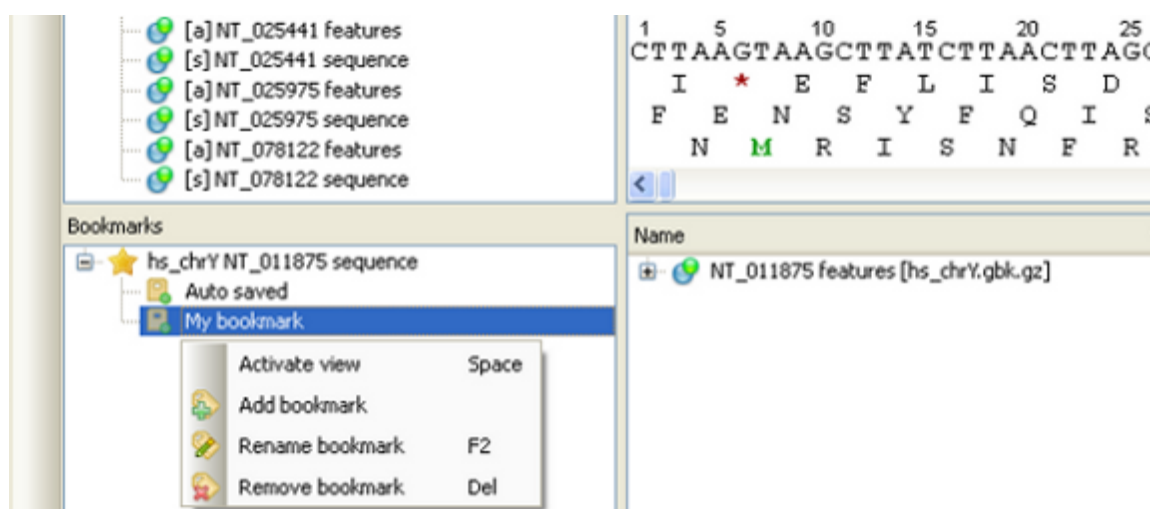 [a] NT_025441 features
[s] NT_025441 sequence
[a] NT_025975 features
[s] NT_025975 sequence
[a] NT_078122 features
[s] NT_078122 sequence
1 5 10 15 20 25
CTTAAGTAAGCTTATCTTAACTTAG
I * E F L I S D
F E N S Y F Q I
N M R I S N F R
Bookmarks
hs_chrY NT_011875 sequence
Auto saved
My bookmark
Activate view Space
Add bookmark
Rename bookmark F2
Remove bookmark Del
Name
NT_011875 features [hs_chrY.gbk.gz]